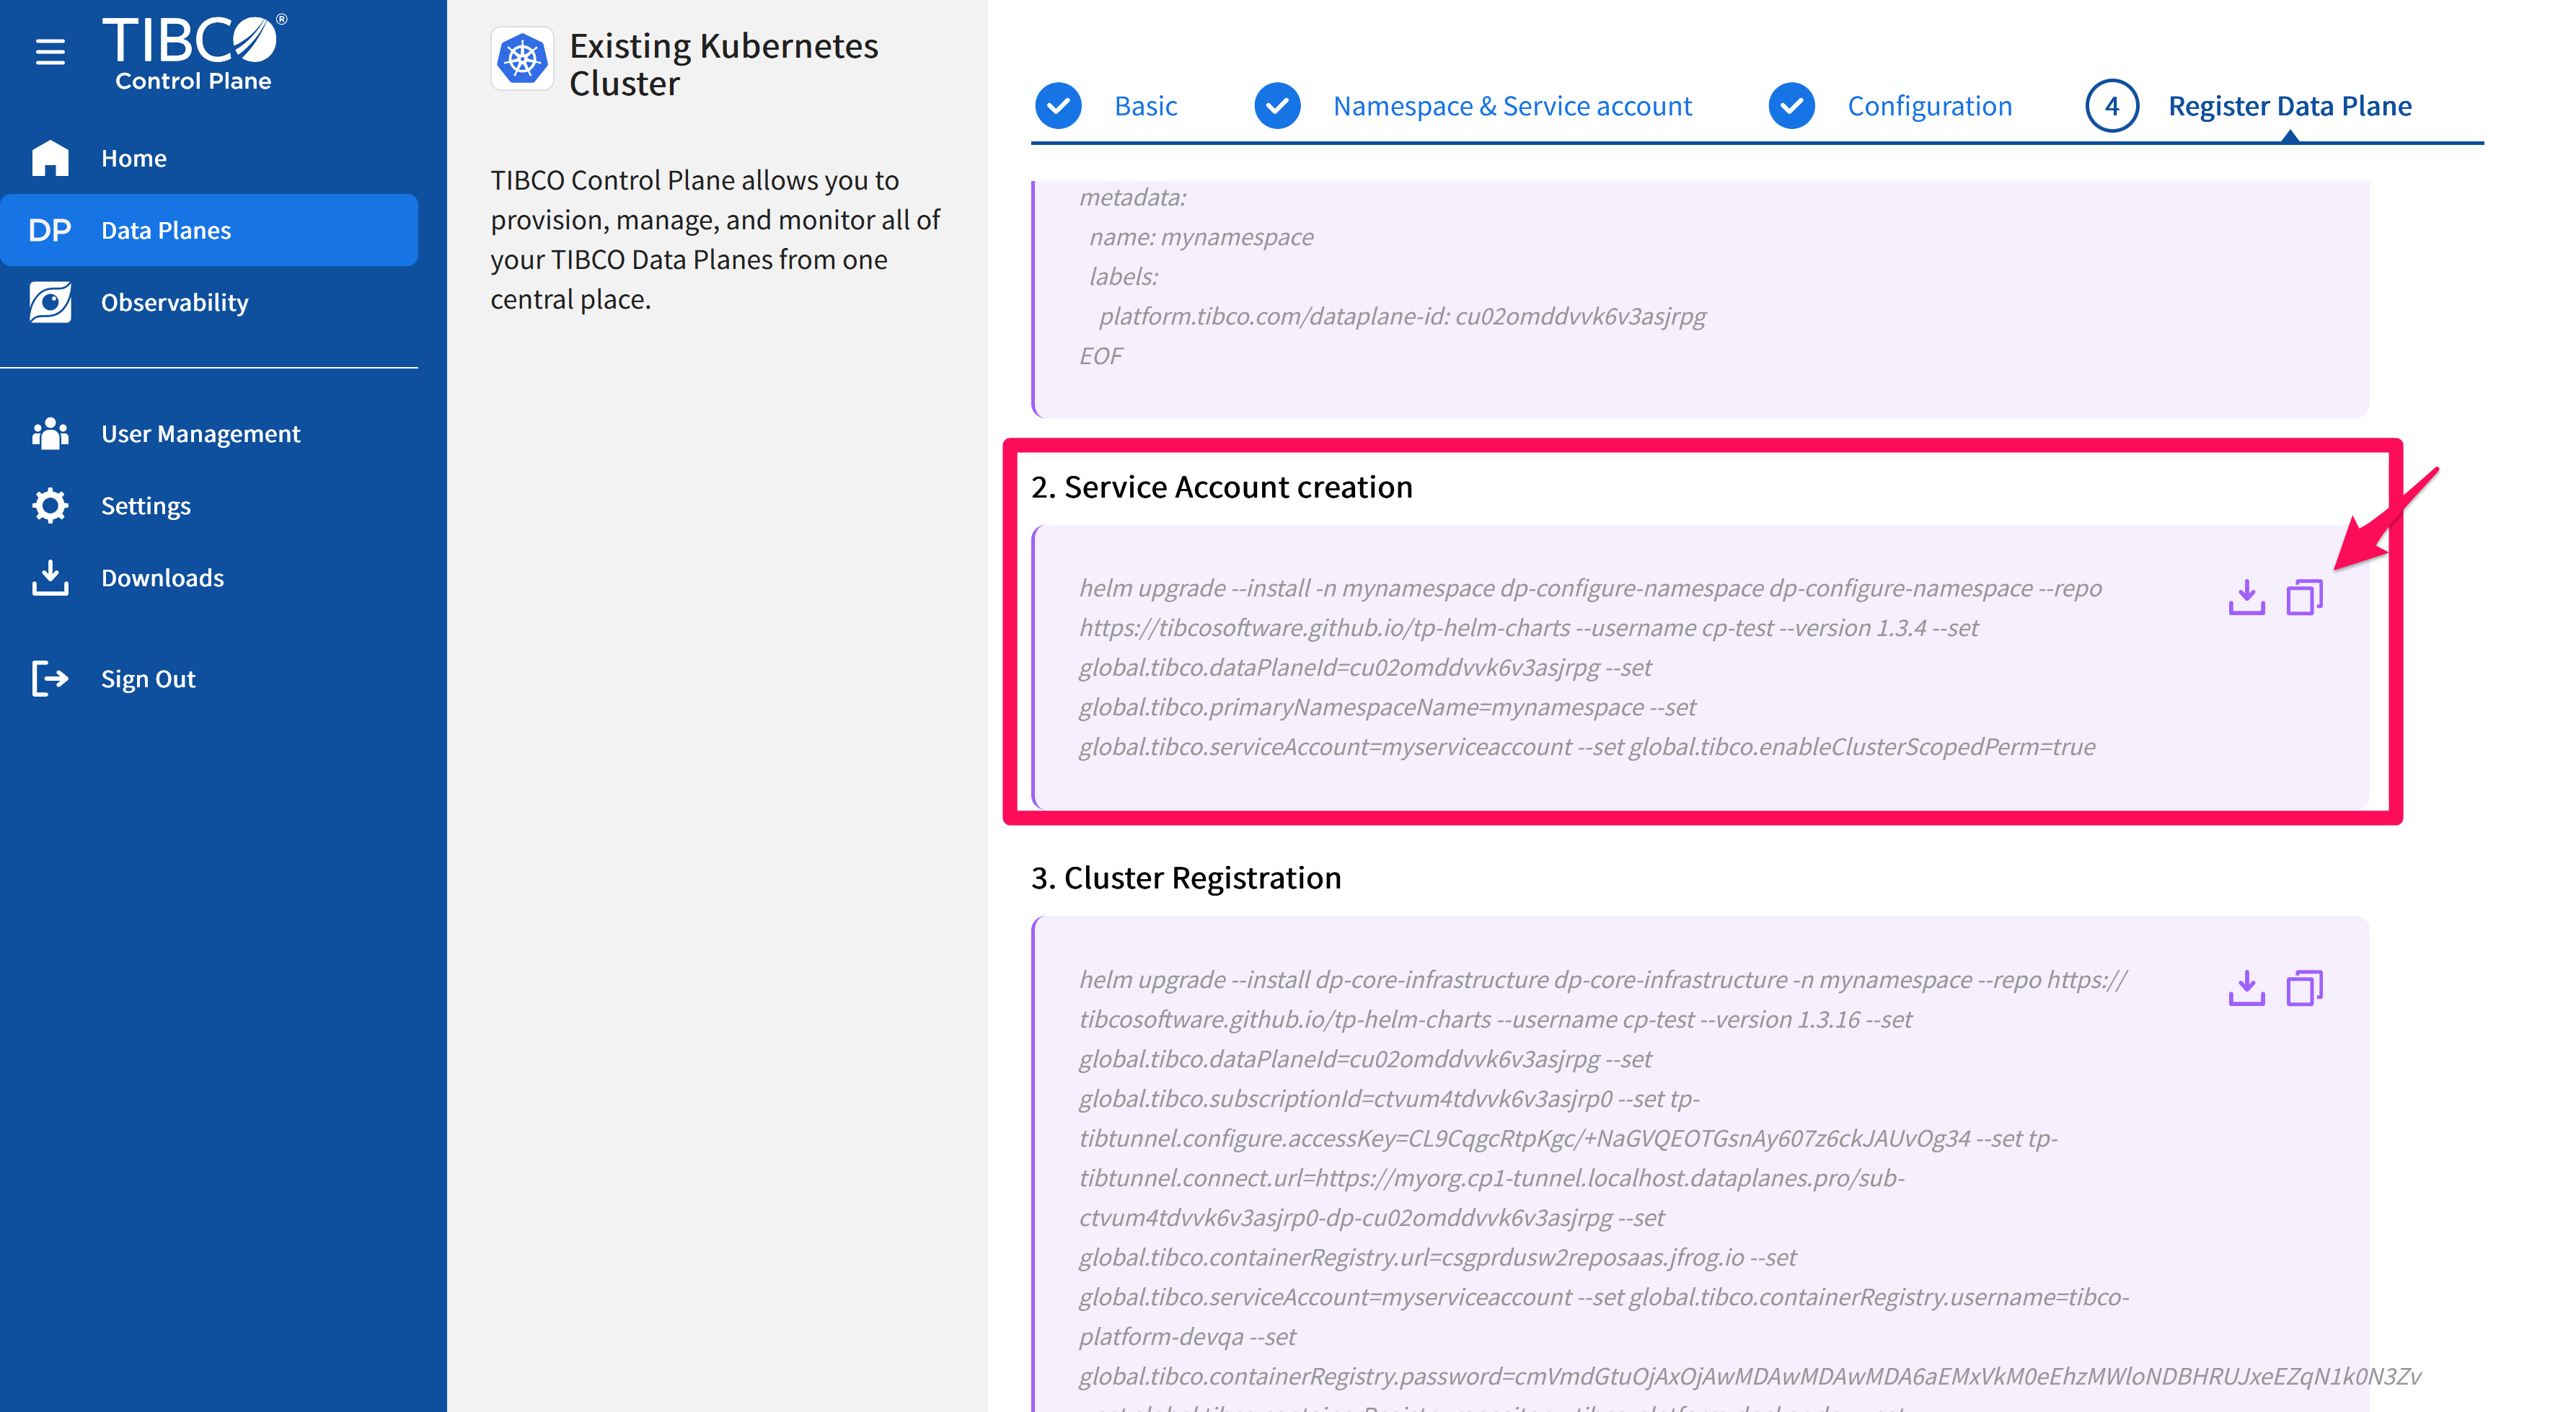 TIBCO®
Control Plane
Home
DP Data Planes
Observability
User Management
Settings
Downloads
Sign Out
Existing Kubernetes
Cluster
TIBCO Control Plane allows you to
provision, manage, and monitor all of
your TIBCO Data Planes from one
central place.
Basic
Namespace & Service account
Configuration
4 Register Data Plane
metadata:
name: mynamespace
labels:
platform.tibco.com/dataplane-id: cu02omddvvk6v3asjrpg
EOF
2. Service Account creation
helm upgrade --install -n mynamespace dp-configure-namespace dp-configure-namespace --repo
https://tibcosoftware.github.io/tp-helm-charts --username cp-test --version 1.3.4 --set
global.tibco.dataPlaneId=cu02omddvvk6v3asjrpg --set
global.tibco.primaryNamespaceName=mynamespace --set
global.tibco.serviceAccount=myserviceaccount --set global.tibco.enableClusterScopedPerm=true
3. Cluster Registration
helm upgrade --install dp-core-infrastructure dp-core-infrastructure -n mynamespace --repo https://
tibcosoftware.github.io/tp-helm-charts --username cp-test --version 1.3.16 --set
global.tibco.dataPlaneId=cu02omddvvk6v3asjrpg --set
global.tibco.subscriptionId=ctvum4tdvvk6v3asjrp0 --set tp-
tibtunnel.configure.accessKey=CL9CqgcRtpKgc/+NaGVQEOTGsnAy607z6ckJAUvOg34 --set tp-
tibtunnel.connect.url=https://myorg.cp1-tunnel.localhost.dataplanes.pro/sub-
ctvum4tdvvk6v3asjrp0-dp-cu02omddvvk6v3asjrpg --set
global.tibco.containerRegistry.url=csgprdusw2reposaas.jfrog.io --set
global.tibco.serviceAccount=myserviceaccount --set global.tibco.containerRegistry.username=tibco-
platform-devqa --set
global.tibco.containerRegistry.password=cmVmdGtuOjAxOjAwMDAwMDAwMDA6aEMxVkM0eEhzMWloNDBHRUJxeEZqN1k0N3Zv